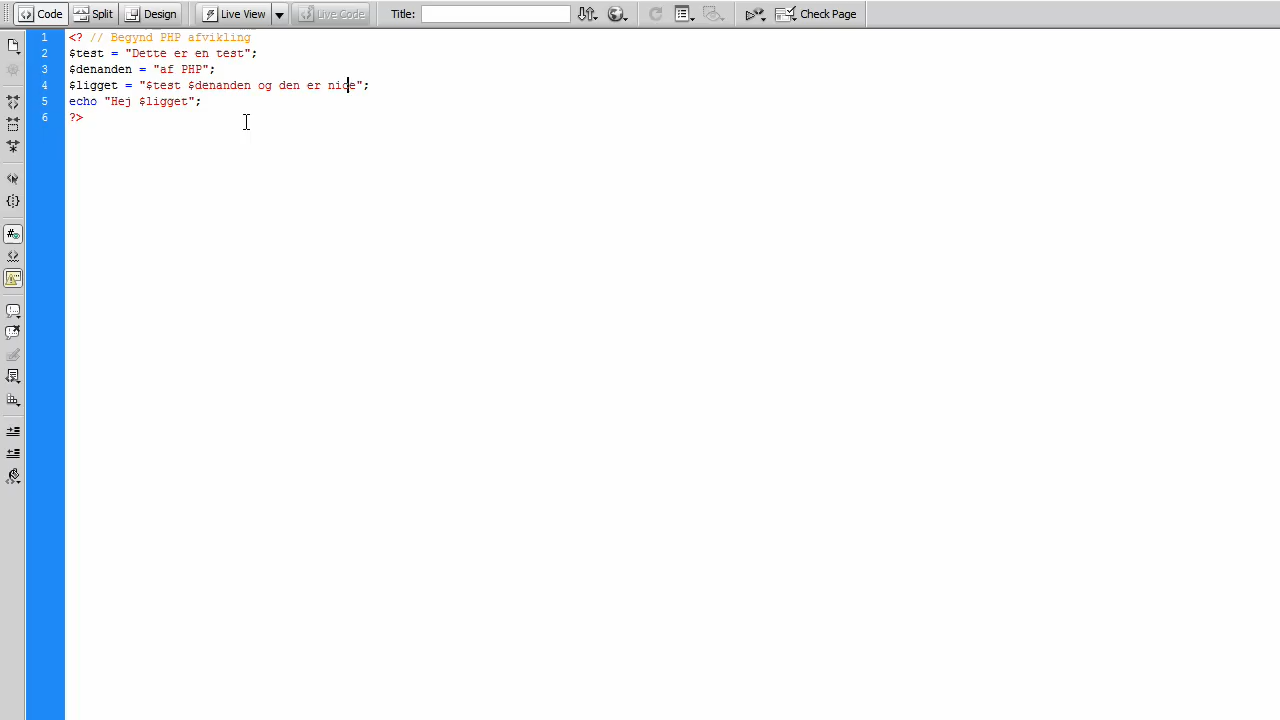 Code Split Design Live View Live Code Title: Check Page
1 <? // Begynd PHP afvikling
2 $test = "Dette er en test";
3 $denanden = "af PHP";
4 $ligget = "$test $denanden og den er nice";
5 echo "Hej $ligget";
6 ?>